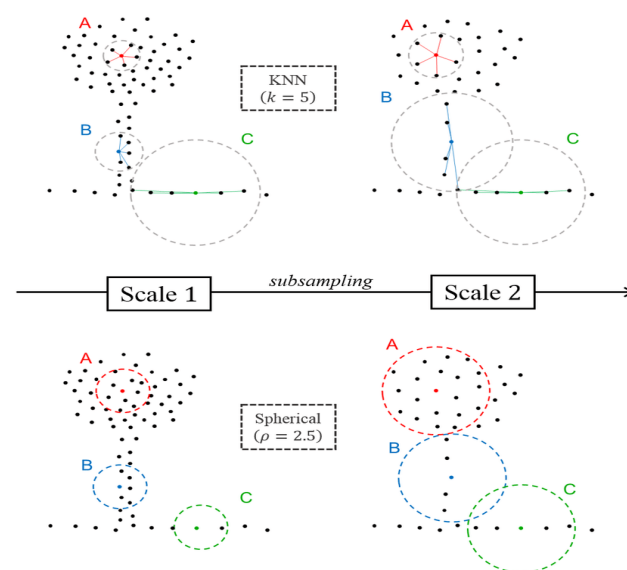 A
B
C
KNN
(k = 5)
A
B
C
subsampling
Scale 1
Scale 2
A
B
C
Spherical
(ρ = 2.5)
A
B
C